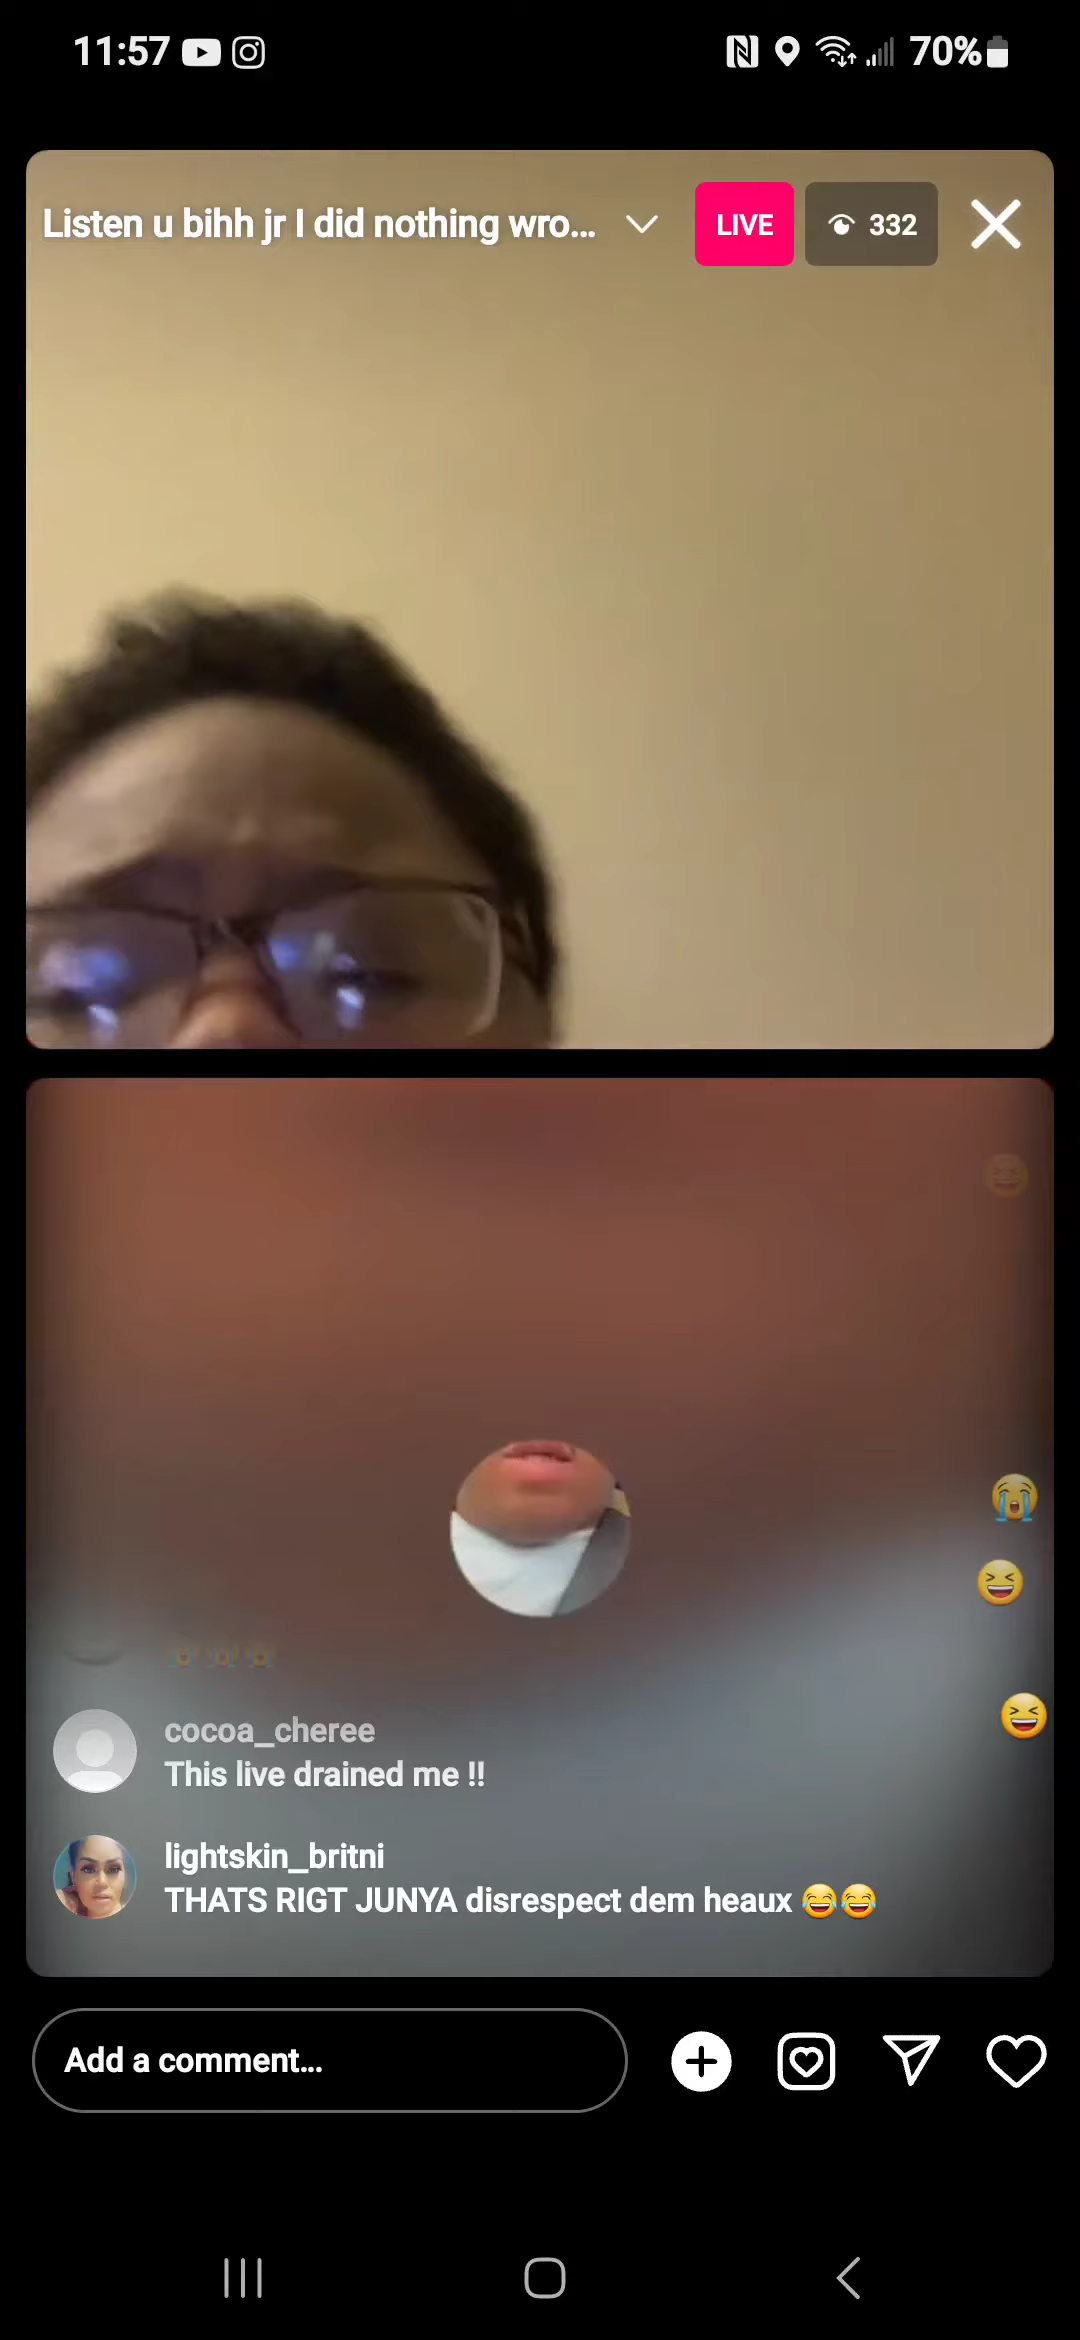 11:57 70%
Listen u bihh jr I did nothing wro... LIVE 332
cocoa_cheree
This live drained me !!
lightskin_britni
THATS RIGT JUNYA disrespect dem heaux 😂😂
Add a comment...